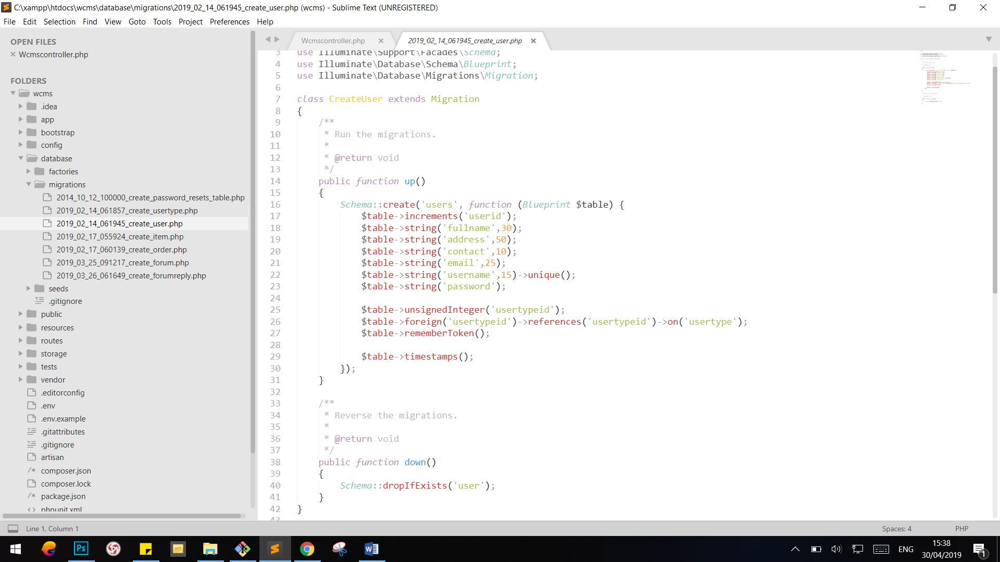 C:\xampp\htdocs\wcms\database\migrations\2019_02_14_061945_create_user.php (wcms) - Sublime Text (UNREGISTERED)
File Edit Selection Find View Goto Tools Project Preferences Help
OPEN FILES
Wcmscontroller.php
FOLDERS
wcms
.idea
app
bootstrap
config
database
factories
migrations
2014_10_12_100000_create_password_resets_table.php
2019_02_14_061857_create_usertype.php
2019_02_14_061945_create_user.php
2019_02_17_055924_create_item.php
2019_02_17_060139_create_order.php
2019_03_25_091217_create_forum.php
2019_03_26_061649_create_forumreply.php
seeds
.gitignore
public
resources
routes
storage
tests
vendor
.editorconfig
.env
.env.example
.gitattributes
.gitignore
artisan
composer.json
composer.lock
package.json
phpunit.xml
Wcmscontroller.php 2019_02_14_061945_create_user.php
3 use Illuminate\Support\Facades\Schema;
4 use Illuminate\Database\Schema\Blueprint;
5 use Illuminate\Database\Migrations\Migration;
6
7 class CreateUser extends Migration
8 {
9 /**
10 * Run the migrations.
11 *
12 * @return void
13 */
14 public function up()
15 {
16 Schema::create('users', function (Blueprint $table) {
17 $table->increments('userid');
18 $table->string('fullname',30);
19 $table->string('address',50);
20 $table->string('contact',10);
21 $table->string('email',25);
22 $table->string('username',15)->unique();
23 $table->string('password');
24
25 $table->unsignedInteger('usertypeid');
26 $table->foreign('usertypeid')->references('usertypeid')->on('usertype');
27 $table->rememberToken();
28
29 $table->timestamps();
30 });
31 }
32
33 /**
34 * Reverse the migrations.
35 *
36 * @return void
37 */
38 public function down()
39 {
40 Schema::dropIfExists('user');
41 }
42 }
43
Line 1, Column 1 Spaces: 4 PHP
Ps
ENG
15:38
30/04/2019
1